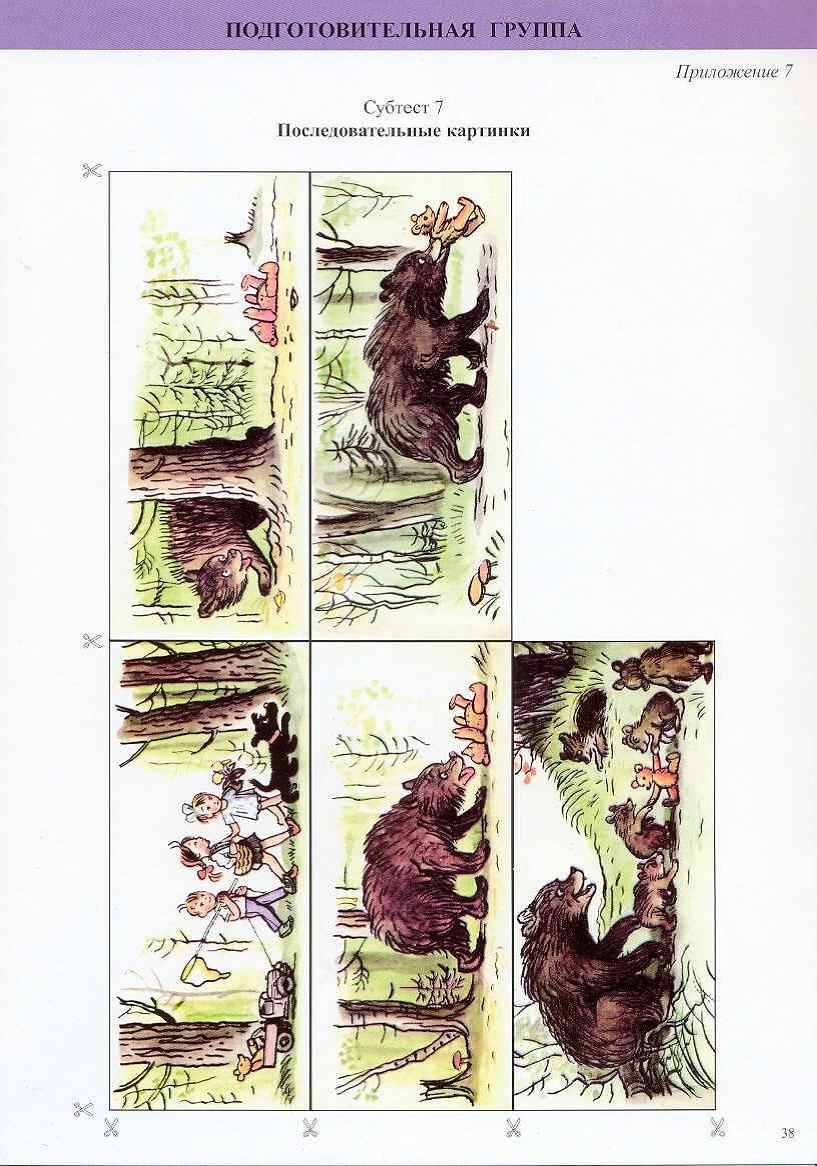 ПОДГОТОВИТЕЛЬНАЯ ГРУППА
Приложение 7
Субтест 7
Последовательные картинки
38